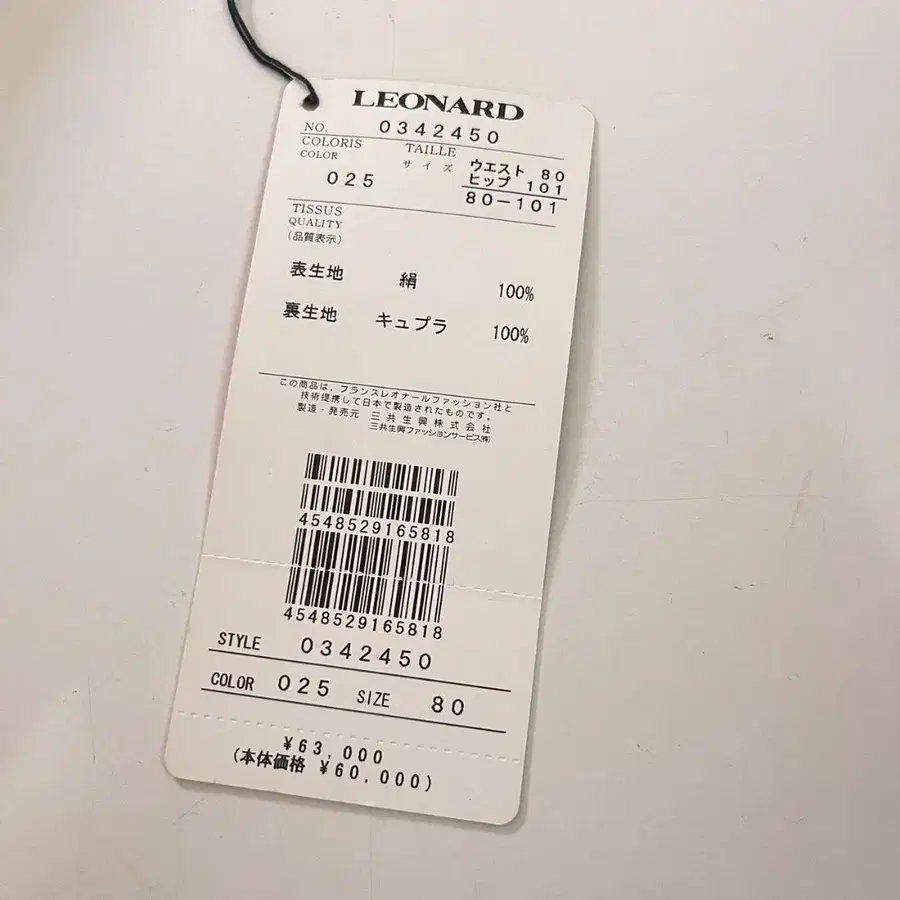 LEONARD
NO. 0342450
COLORIS TAILLE
COLOR サイズ ウエスト 80
ヒップ 101
025 80-101
TISSUS
QUALITY
(品質表示)
表生地 絹 100%
裏生地 キュプラ 100%
この商品は、フランスレオナールファッション社と
技術提携して日本で製造されたものです。
製造・発売元 三共生興株式会社
三共生興ファッションサービス㈱
4548529165818
4548529165818
STYLE 0342450
COLOR 025 SIZE 80
¥63,000
(本体価格 ¥60,000)